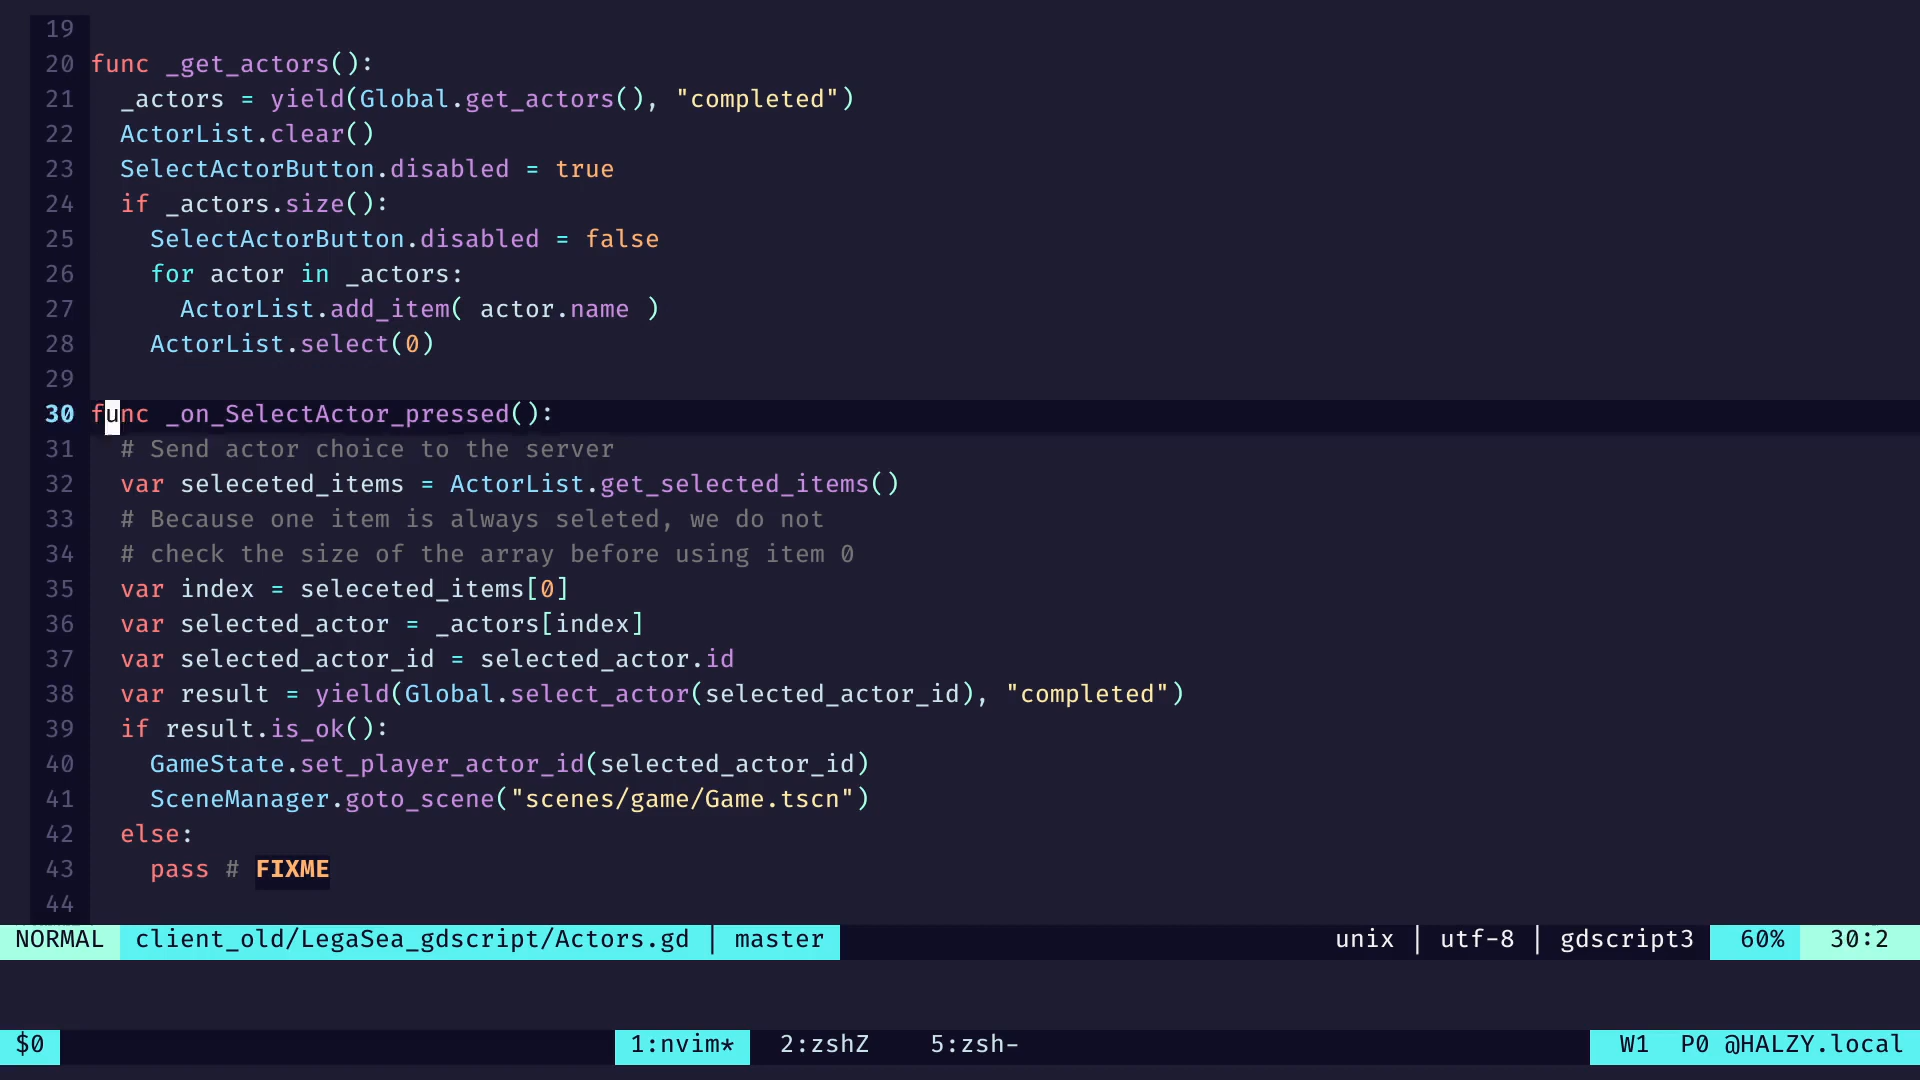 19
20 func _get_actors():
21   _actors = yield(Global.get_actors(), "completed")
22   ActorList.clear()
23   SelectActorButton.disabled = true
24   if _actors.size():
25     SelectActorButton.disabled = false
26     for actor in _actors:
27       ActorList.add_item( actor.name )
28     ActorList.select(0)
29
30 func _on_SelectActor_pressed():
31   # Send actor choice to the server
32   var seleceted_items = ActorList.get_selected_items()
33   # Because one item is always seleted, we do not
34   # check the size of the array before using item 0
35   var index = seleceted_items[0]
36   var selected_actor = _actors[index]
37   var selected_actor_id = selected_actor.id
38   var result = yield(Global.select_actor(selected_actor_id), "completed")
39   if result.is_ok():
40     GameState.set_player_actor_id(selected_actor_id)
41     SceneManager.goto_scene("scenes/game/Game.tscn")
42   else:
43     pass # FIXME
44
NORMAL client_old/LegaSea_gdscript/Actors.gd | master unix | utf-8 | gdscript3 60% 30:2
$0 1:nvim* 2:zshZ 5:zsh- W1 P0 @HALZY.local